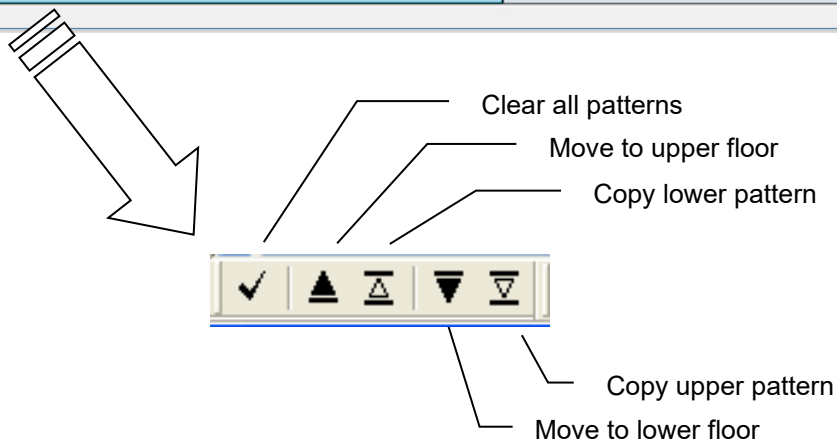 Clear all patterns
Move to upper floor
Copy lower pattern
Copy upper pattern
Move to lower floor